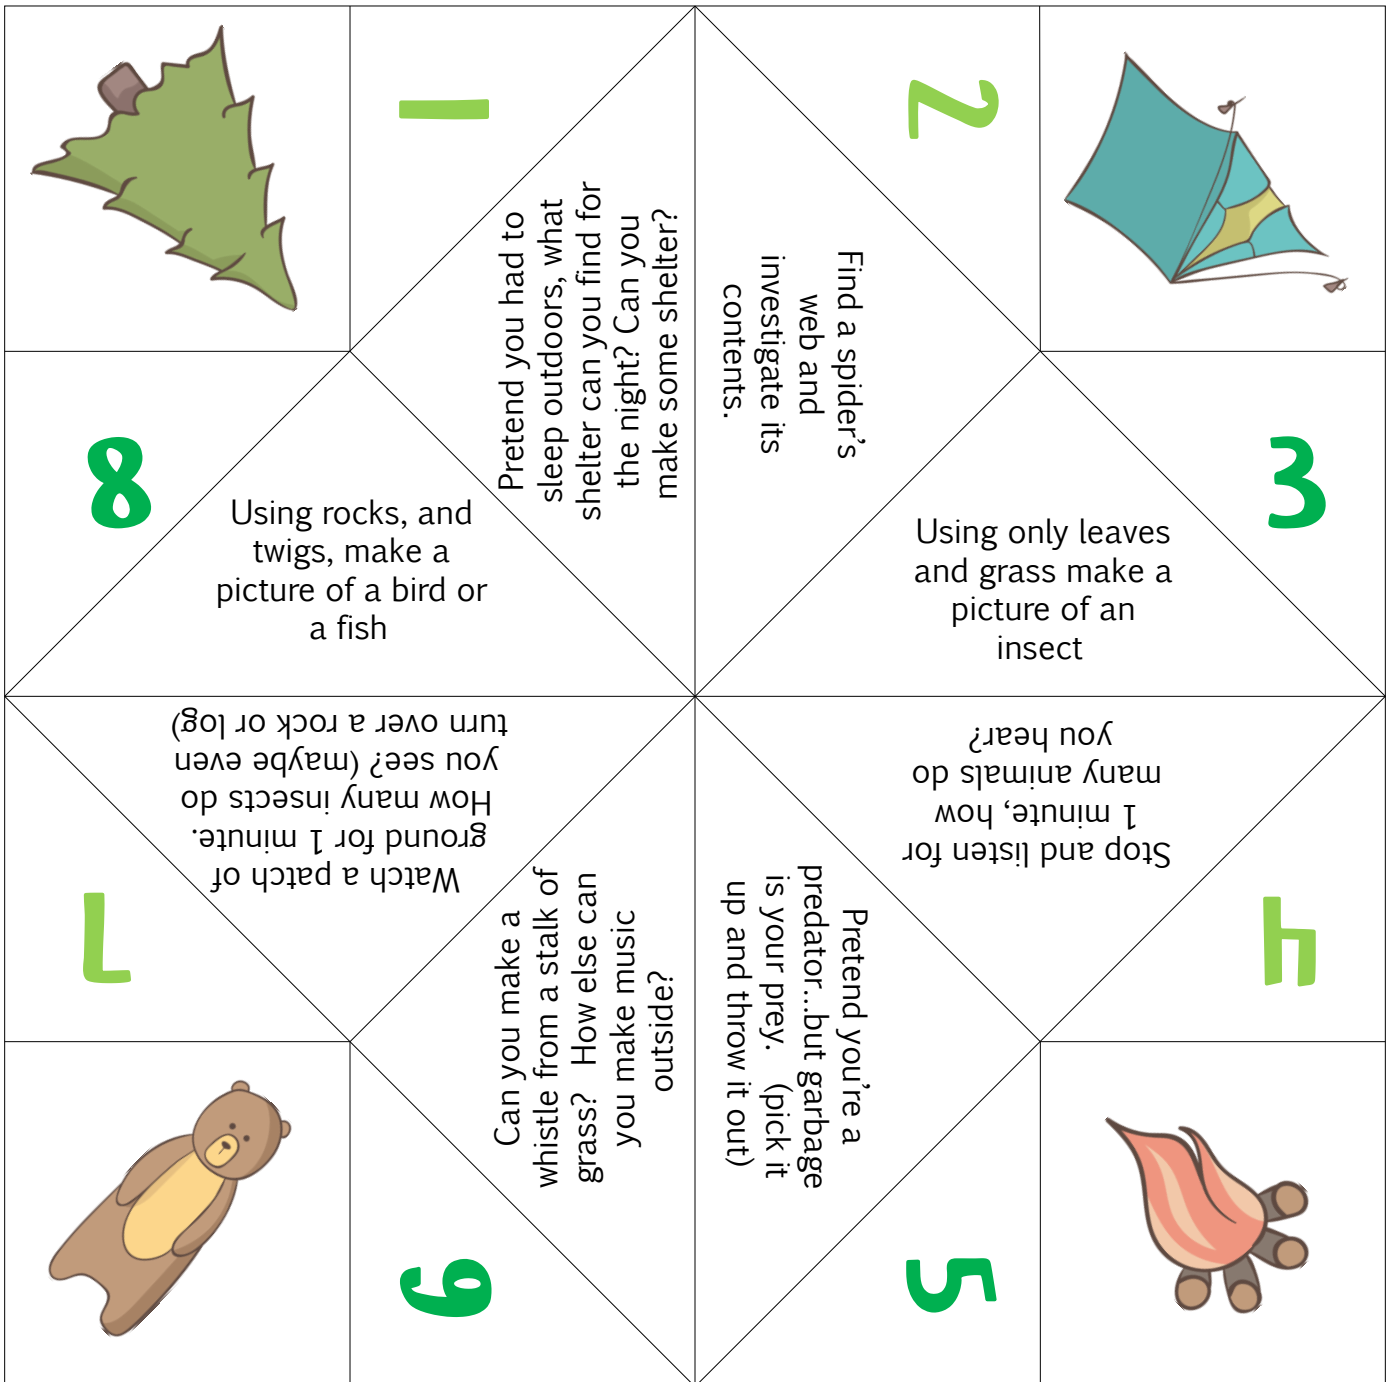 1
Pretend you had to
sleep outdoors, what
shelter can you find for
the night? Can you
make some shelter?
2
Find a spider's
web and
investigate its
contents.
3
Using only leaves
and grass make a
picture of an
insect
4
Stop and listen for
1 minute, how
many animals do
you hear?
5
Pretend you're a
predator...but garbage
is your prey. (pick it
up and throw it out)
6
Can you make a
whistle from a stalk of
grass? How else can
you make music
outside?
7
Watch a patch of
ground for 1 minute.
How many insects do
you see? (maybe even
turn over a rock or log)
8
Using rocks, and
twigs, make a
picture of a bird or
a fish